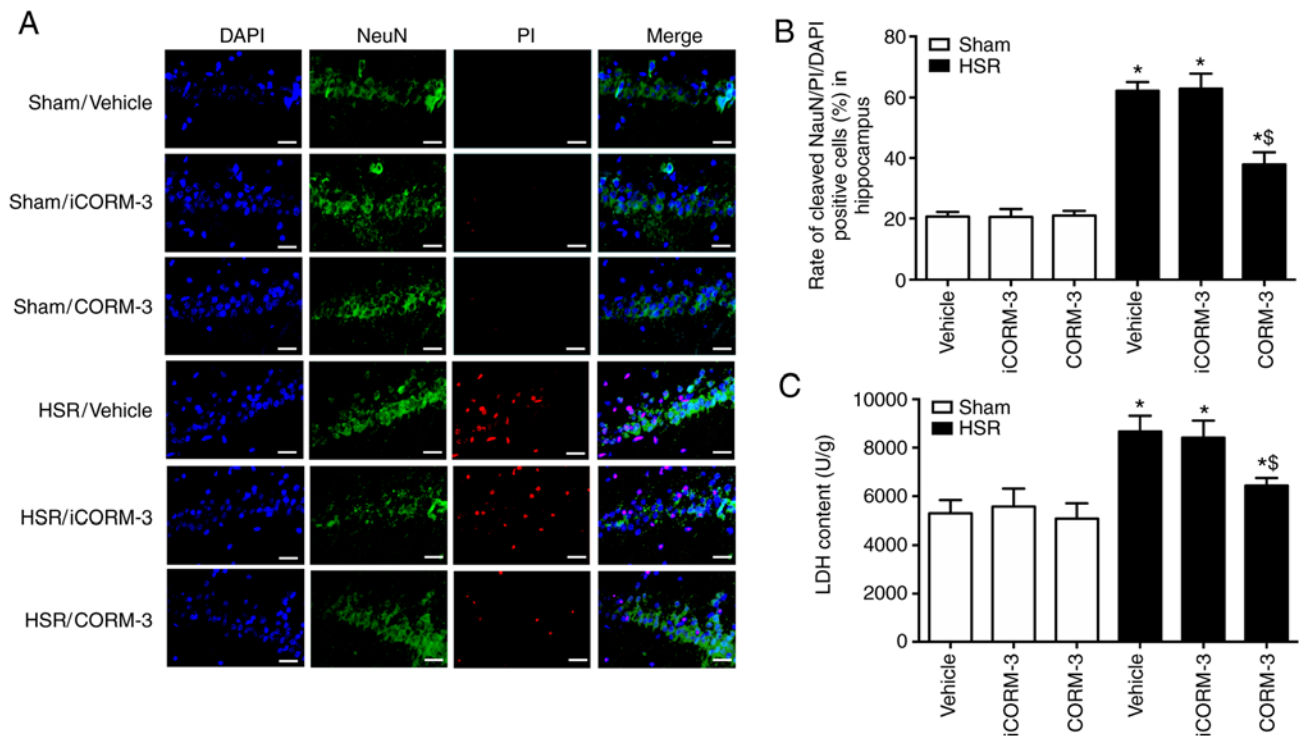 A
DAPI NeuN PI Merge
Sham/Vehicle
Sham/iCORM-3
Sham/CORM-3
HSR/Vehicle
HSR/iCORM-3
HSR/CORM-3
B
Rate of cleaved NauN/PI/DAPI
positive cells (%) in
hippocampus
80
60
40
20
0
Sham
HSR
*
*
*$
Vehicle
iCORM-3
CORM-3
Vehicle
iCORM-3
CORM-3
C
LDH content (U/g)
10000
8000
6000
4000
2000
0
Sham
HSR
*
*
*$
Vehicle
iCORM-3
CORM-3
Vehicle
iCORM-3
CORM-3